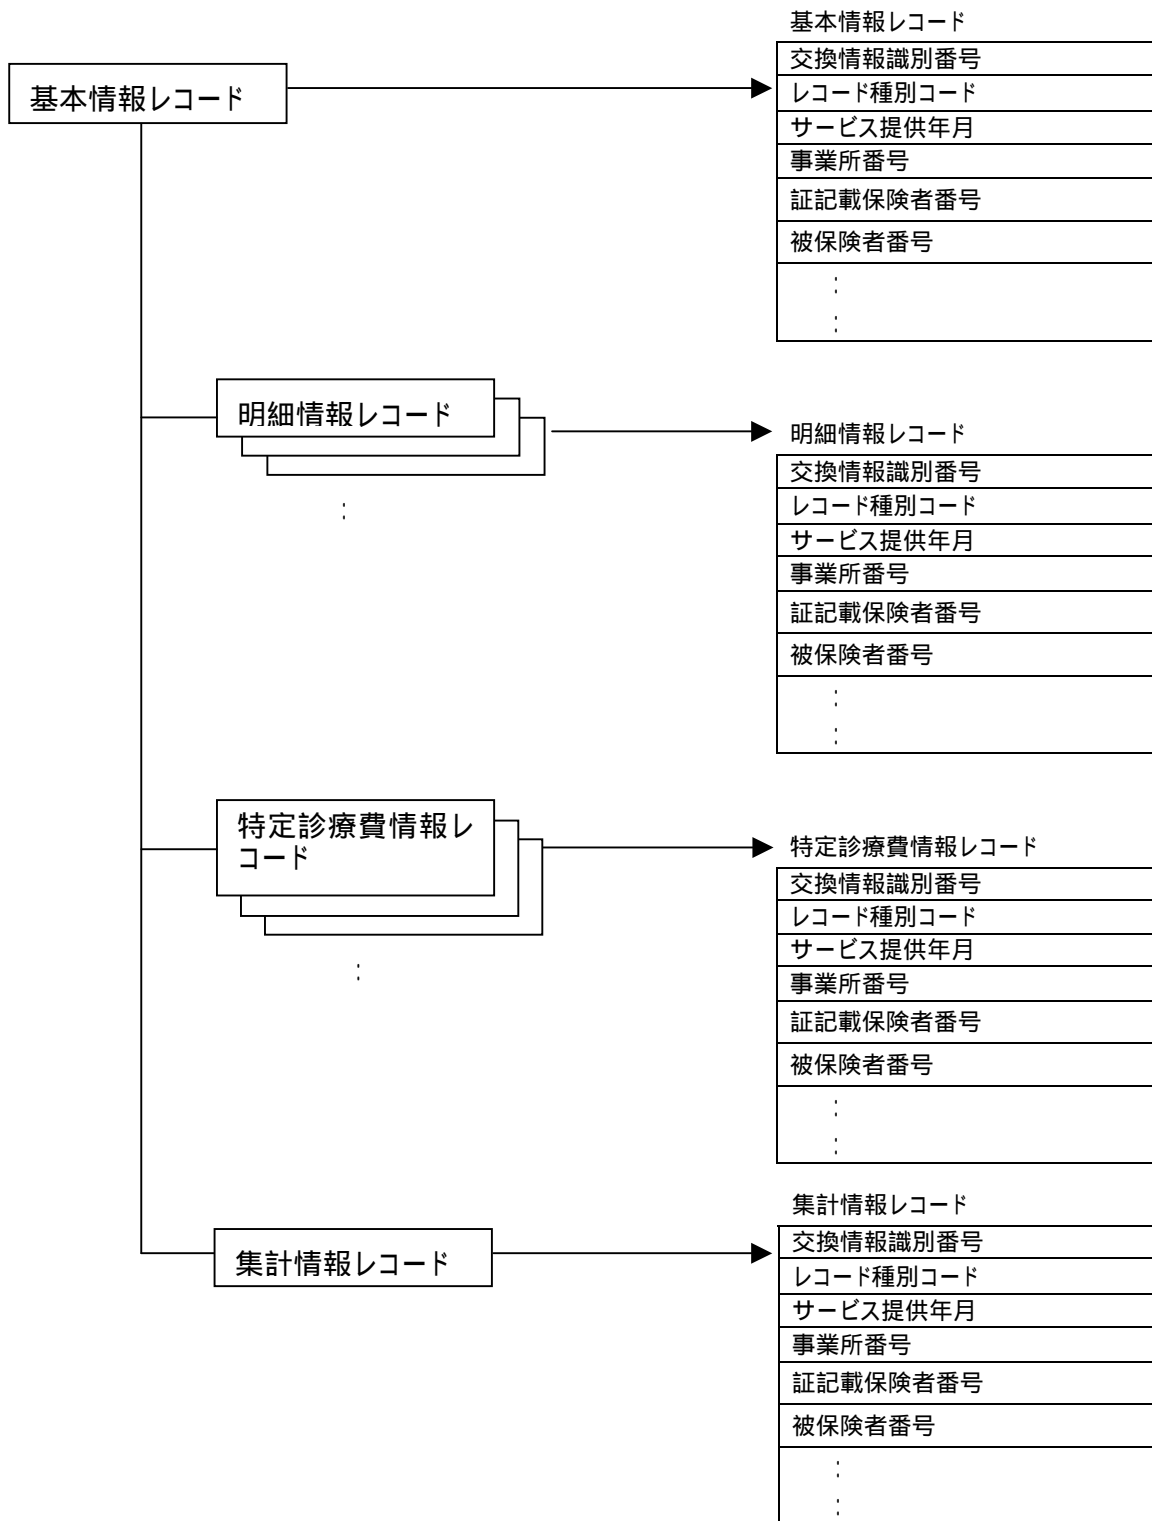 基本情報レコード
基本情報レコード
交換情報識別番号
レコード種別コード
サービス提供年月
事業所番号
証記載保険者番号
被保険者番号
:
:
明細情報レコード
:
明細情報レコード
交換情報識別番号
レコード種別コード
サービス提供年月
事業所番号
証記載保険者番号
被保険者番号
:
:
特定診療費情報レ
コード
:
特定診療費情報レコード
交換情報識別番号
レコード種別コード
サービス提供年月
事業所番号
証記載保険者番号
被保険者番号
:
:
集計情報レコード
集計情報レコード
交換情報識別番号
レコード種別コード
サービス提供年月
事業所番号
証記載保険者番号
被保険者番号
:
: